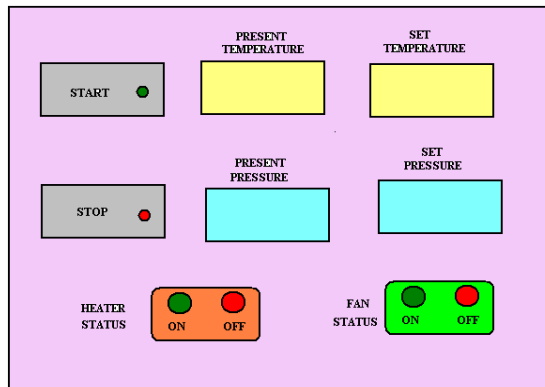 PRESENT
TEMPERATURE
SET
TEMPERATURE
START
PRESENT
PRESSURE
SET
PRESSURE
STOP
HEATER
STATUS
ON OFF
FAN
STATUS
ON OFF